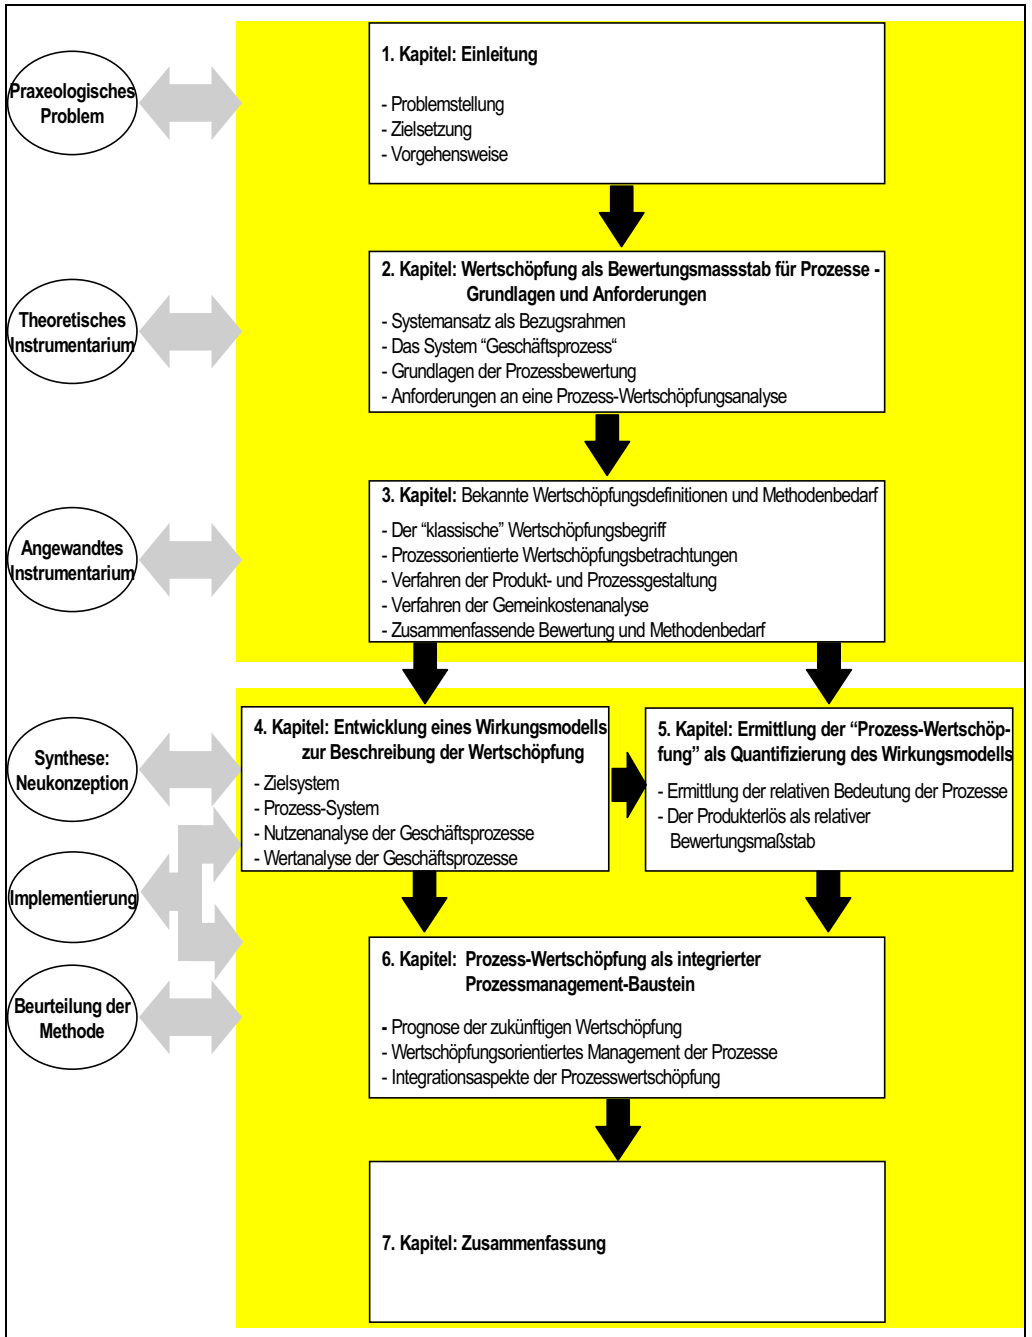 Praxeologisches
Problem
1. Kapitel: Einleitung
- Problemstellung
- Zielsetzung
- Vorgehensweise
Theoretisches
Instrumentarium
2. Kapitel: Wertschöpfung als Bewertungsmassstab für Prozesse -
Grundlagen und Anforderungen
- Systemansatz als Bezugsrahmen
- Das System “Geschäftsprozess“
- Grundlagen der Prozessbewertung
- Anforderungen an eine Prozess-Wertschöpfungsanalyse
Angewandtes
Instrumentarium
3. Kapitel: Bekannte Wertschöpfungsdefinitionen und Methodenbedarf
- Der “klassische” Wertschöpfungsbegriff
- Prozessorientierte Wertschöpfungsbetrachtungen
- Verfahren der Produkt- und Prozessgestaltung
- Verfahren der Gemeinkostenanalyse
- Zusammenfassende Bewertung und Methodenbedarf
Synthese:
Neukonzeption
4. Kapitel: Entwicklung eines Wirkungsmodells
zur Beschreibung der Wertschöpfung
- Zielsystem
- Prozess-System
- Nutzenanalyse der Geschäftsprozesse
- Wertanalyse der Geschäftsprozesse
5. Kapitel: Ermittlung der “Prozess-Wertschöp-
fung” als Quantifizierung des Wirkungsmodells
- Ermittlung der relativen Bedeutung der Prozesse
- Der Produkterlös als relativer
Bewertungsmaßstab
Implementierung
Beurteilung der
Methode
6. Kapitel: Prozess-Wertschöpfung als integrierter
Prozessmanagement-Baustein
- Prognose der zukünftigen Wertschöpfung
- Wertschöpfungsorientiertes Management der Prozesse
- Integrationsaspekte der Prozesswertschöpfung
7. Kapitel: Zusammenfassung